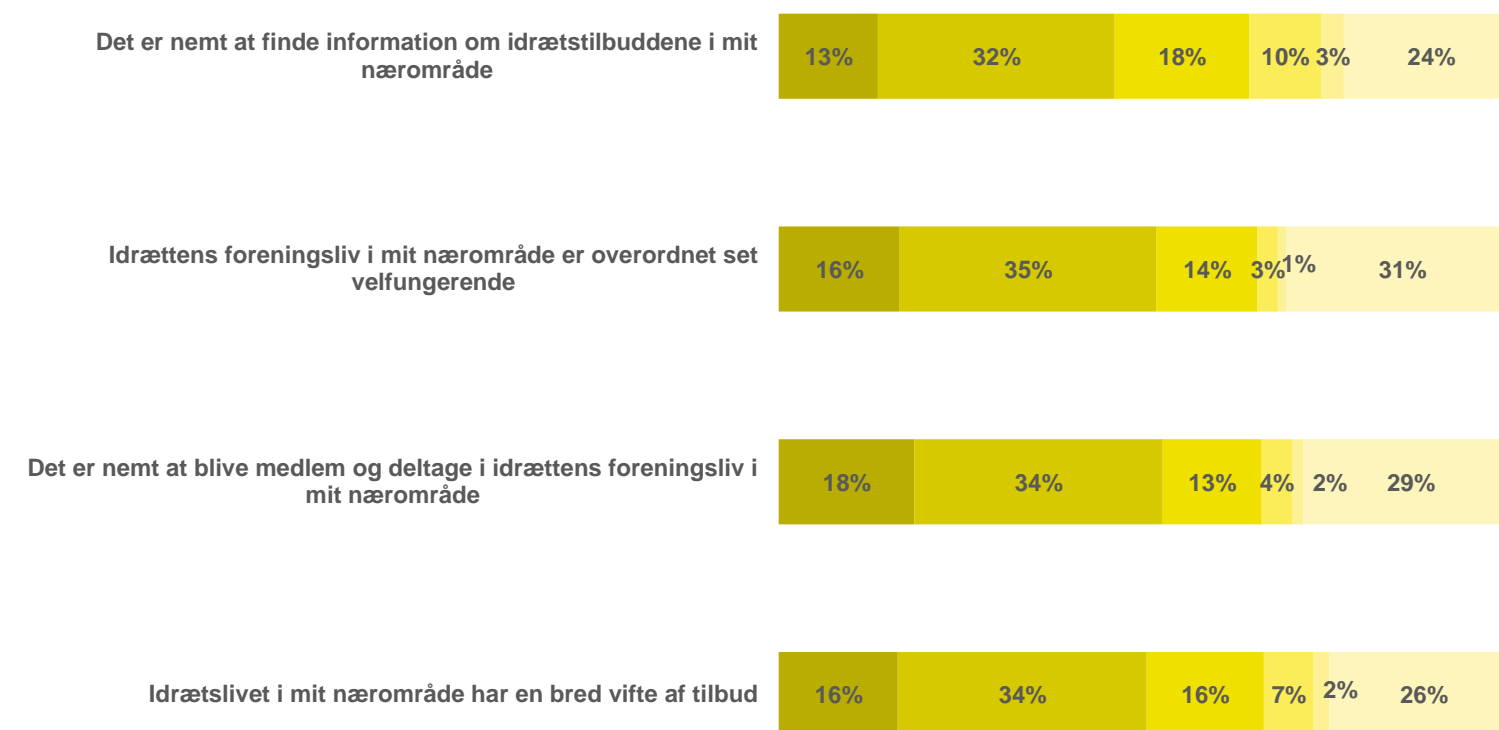 Det er nemt at finde information om idrætstilbuddene i mit
nærområde
13% 32% 18% 10% 3% 24%
Idrættens foreningsliv i mit nærområde er overordnet set
velfungerende
16% 35% 14% 3% 1% 31%
Det er nemt at blive medlem og deltage i idrættens foreningsliv i
mit nærområde
18% 34% 13% 4% 2% 29%
Idrætslivet i mit nærområde har en bred vifte af tilbud
16% 34% 16% 7% 2% 26%